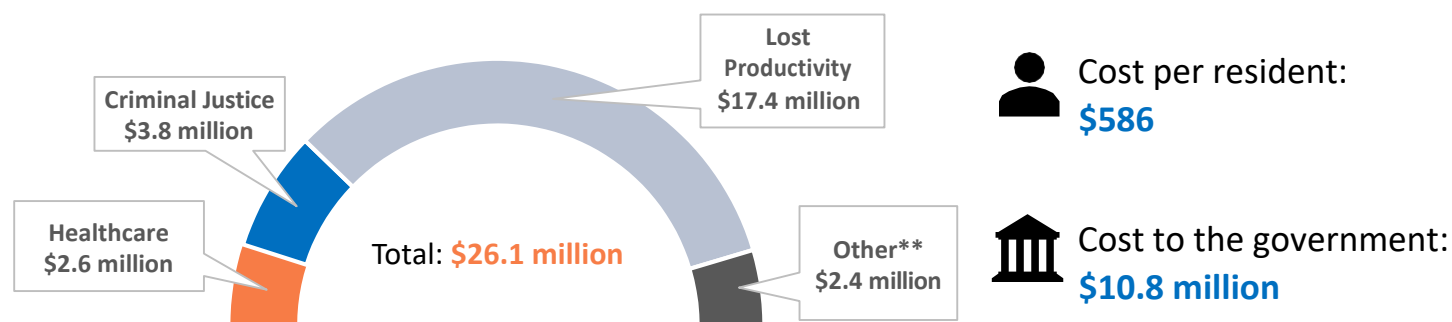 Lost
Productivity
$17.4 million
Criminal Justice
$3.8 million
Healthcare
$2.6 million
Total: $26.1 million
Other**
$2.4 million
Cost per resident:
$586
Cost to the government:
$10.8 million